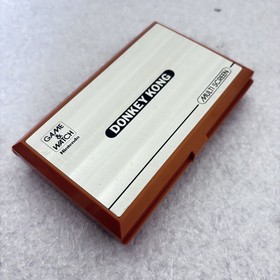 GAME &
WATCH
Nintendo
DONKEY KONG
MULTI SCREEN